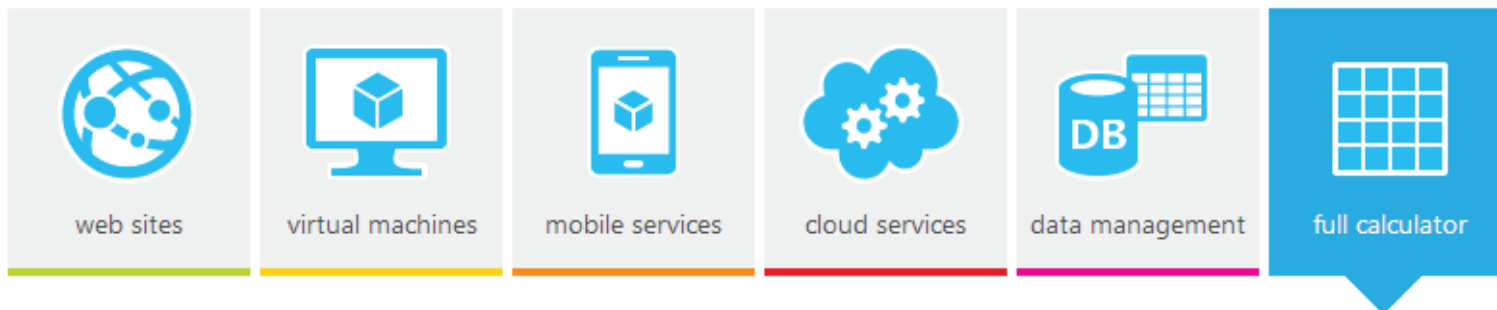 DB
web sites
virtual machines
mobile services
cloud services
data management
full calculator